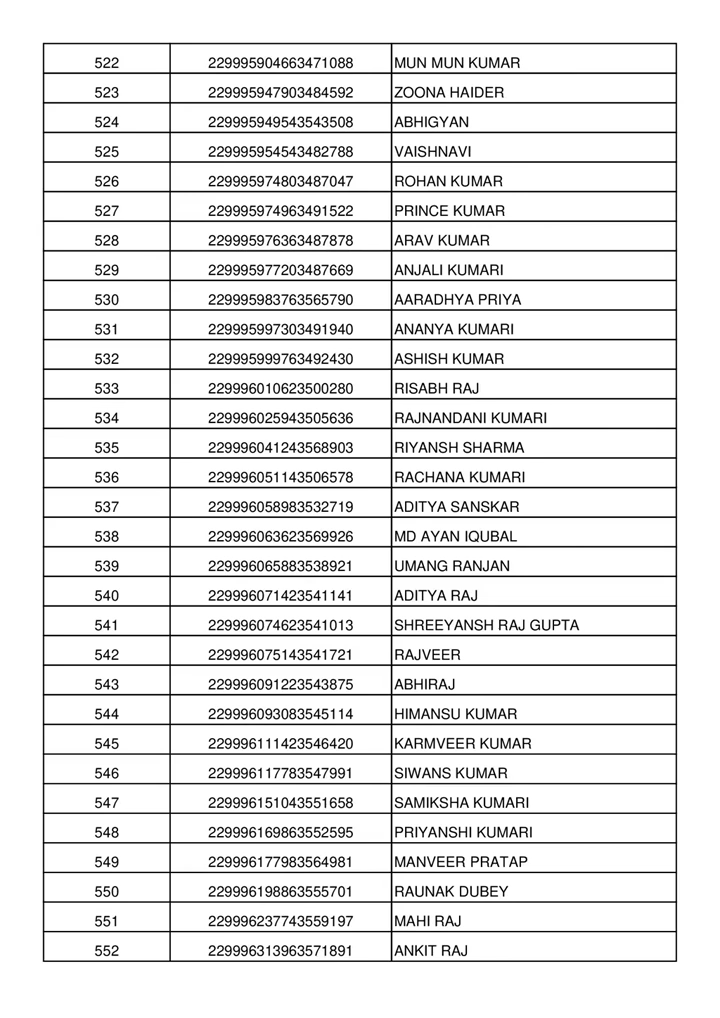 522 229995904663471088 MUN MUN KUMAR
523 229995947903484592 ZOONA HAIDER
524 229995949543543508 ABHIGYAN
525 229995954543482788 VAISHNAVI
526 229995974803487047 ROHAN KUMAR
527 229995974963491522 PRINCE KUMAR
528 229995976363487878 ARAV KUMAR
529 229995977203487669 ANJALI KUMARI
530 229995983763565790 AARADHYA PRIYA
531 229995997303491940 ANANYA KUMARI
532 229995999763492430 ASHISH KUMAR
533 229996010623500280 RISABH RAJ
534 229996025943505636 RAJNANDANI KUMARI
535 229996041243568903 RIYANSH SHARMA
536 229996051143506578 RACHANA KUMARI
537 229996058983532719 ADITYA SANSKAR
538 229996063623569926 MD AYAN IQUBAL
539 229996065883538921 UMANG RANJAN
540 229996071423541141 ADITYA RAJ
541 229996074623541013 SHREEYANSH RAJ GUPTA
542 229996075143541721 RAJVEER
543 229996091223543875 ABHIRAJ
544 229996093083545114 HIMANSU KUMAR
545 229996111423546420 KARMVEER KUMAR
546 229996117783547991 SIWANS KUMAR
547 229996151043551658 SAMIKSHA KUMARI
548 229996169863552595 PRIYANSHI KUMARI
549 229996177983564981 MANVEER PRATAP
550 229996198863555701 RAUNAK DUBEY
551 229996237743559197 MAHI RAJ
552 229996313963571891 ANKIT RAJ